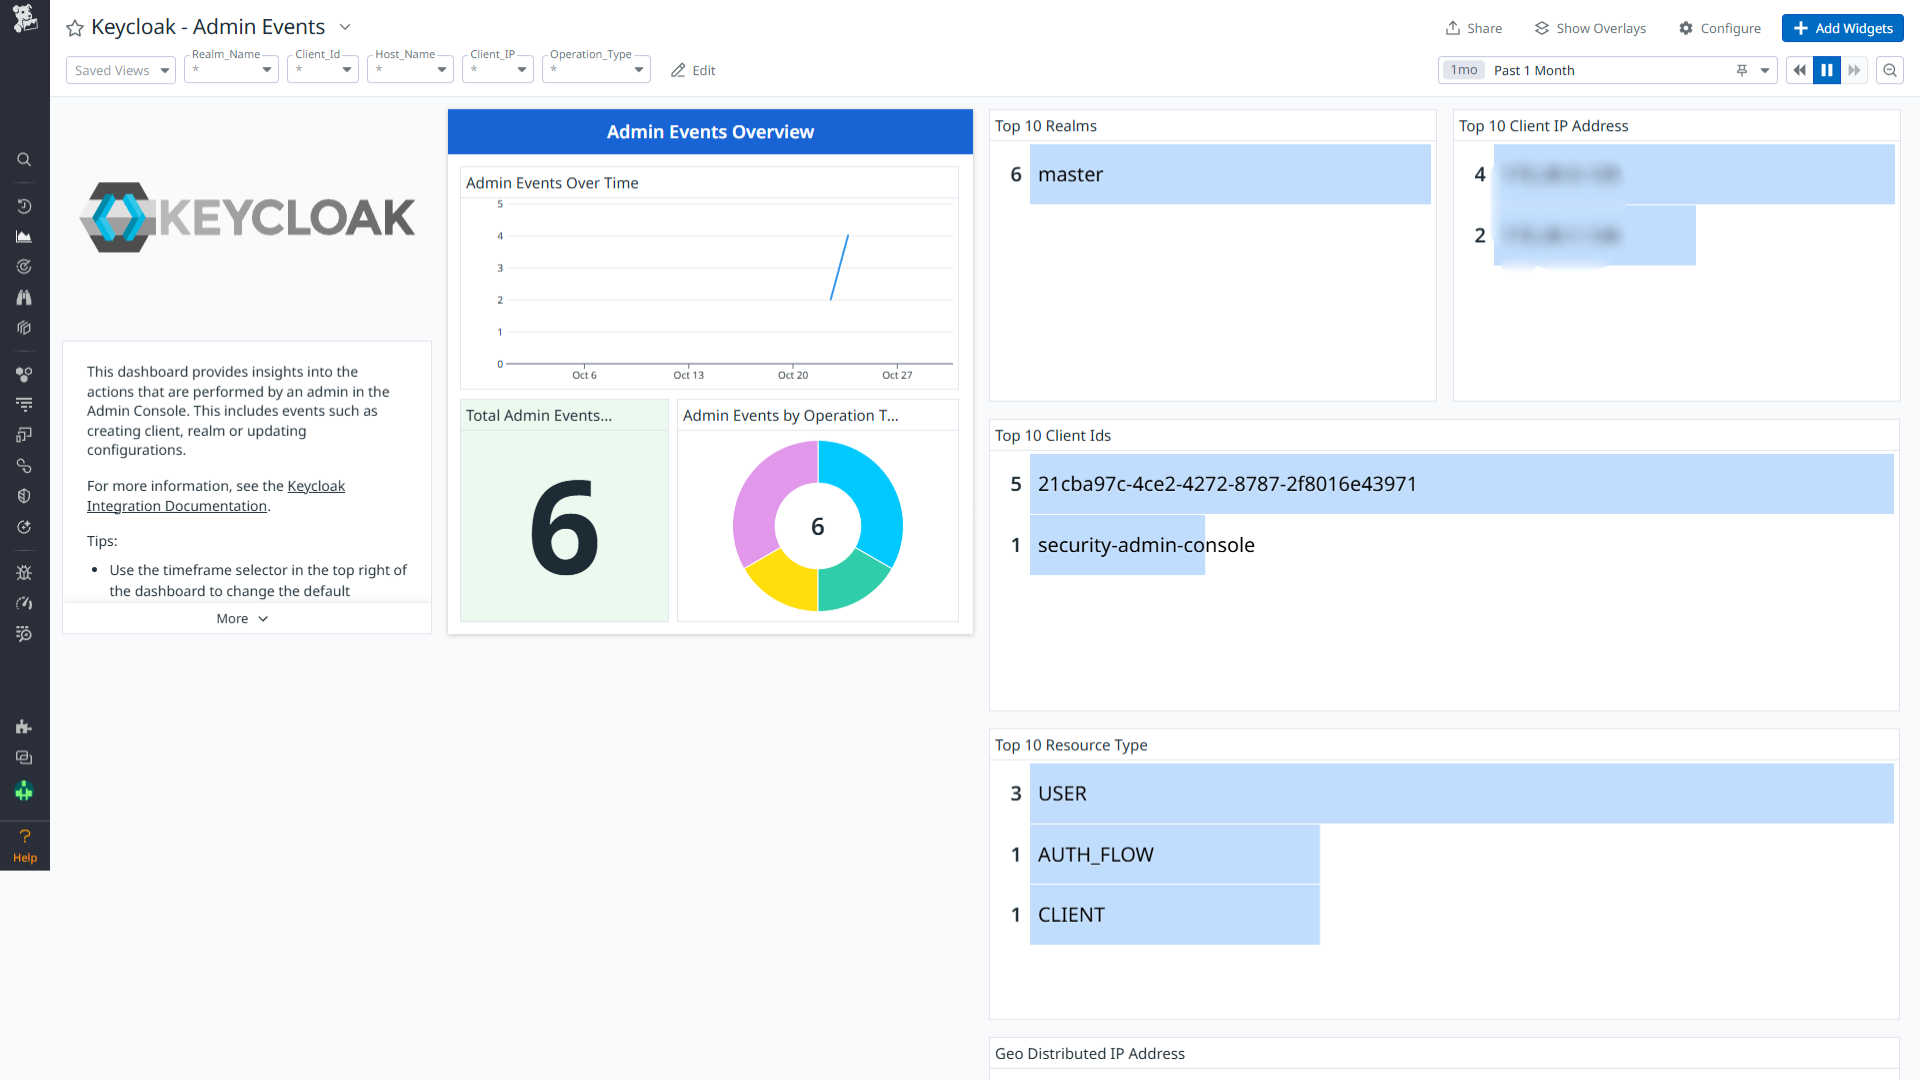 Keycloak - Admin Events
Share
Show Overlays
Configure
Add Widgets
Saved Views
Realm_Name
*
Client_Id
*
Host_Name
*
Client_IP
*
Operation_Type
*
Edit
1mo Past 1 Month
KEYCLOAK
This dashboard provides insights into the
actions that are performed by an admin in the
Admin Console. This includes events such as
creating client, realm or updating
configurations.
For more information, see the Keycloak
Integration Documentation.
Tips:
• Use the timeframe selector in the top right of
the dashboard to change the default
More
Admin Events Overview
Admin Events Over Time
5
4
3
2
1
0
Oct 6
Oct 13
Oct 20
Oct 27
Total Admin Events...
6
Admin Events by Operation T...
6
Top 10 Realms
6 master
Top 10 Client IP Address
4
2
Top 10 Client Ids
5 21cba97c-4ce2-4272-8787-2f8016e43971
1 security-admin-console
Top 10 Resource Type
3 USER
1 AUTH_FLOW
1 CLIENT
Geo Distributed IP Address
?
Help